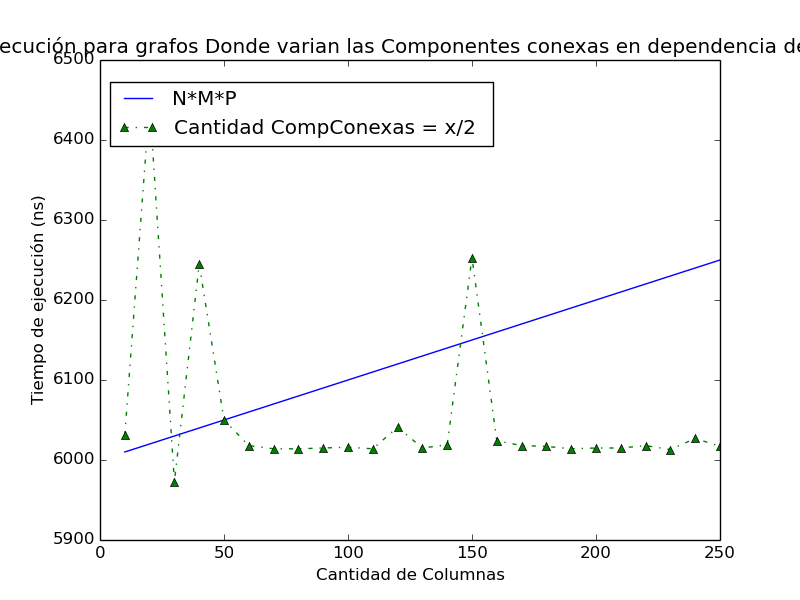 ecución para grafos Donde varian las Componentes conexas en dependencia de
6500
6400
6300
6200
6100
6000
5900
N*M*P
Cantidad CompConexas = x/2
Tiempo de ejecución (ns)
0 50 100 150 200 250
Cantidad de Columnas